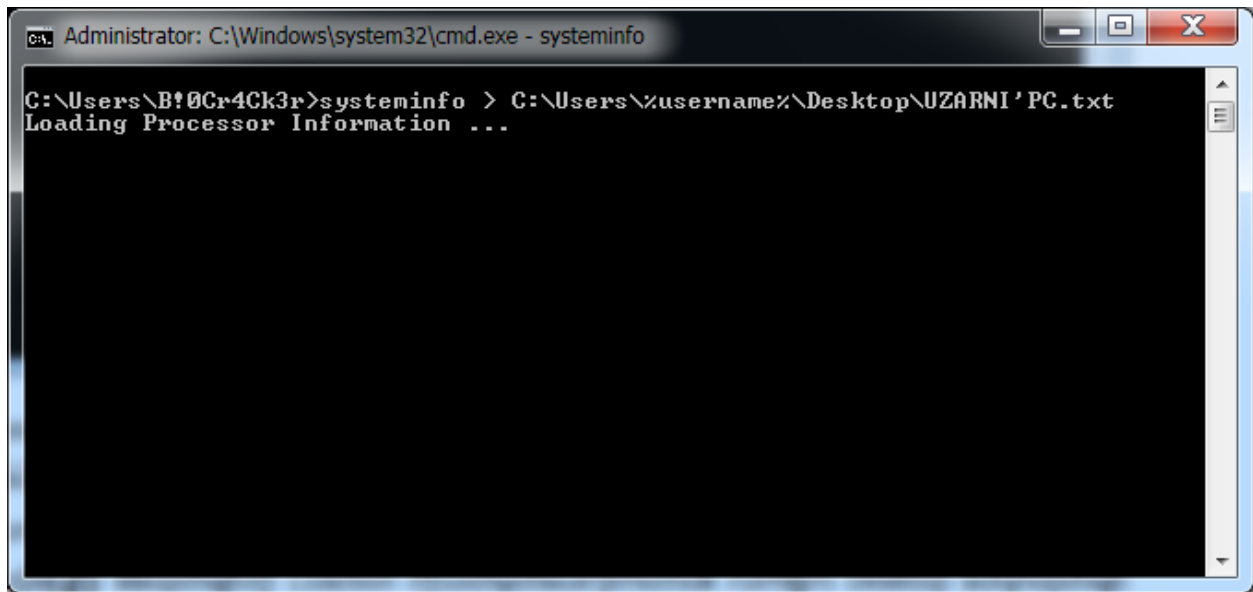 Administrator: C:\Windows\system32\cmd.exe - systeminfo
C:\Users\B!0Cr4Ck3r>systeminfo > C:\Users\%username%\Desktop\UZARNI'PC.txt
Loading Processor Information ...